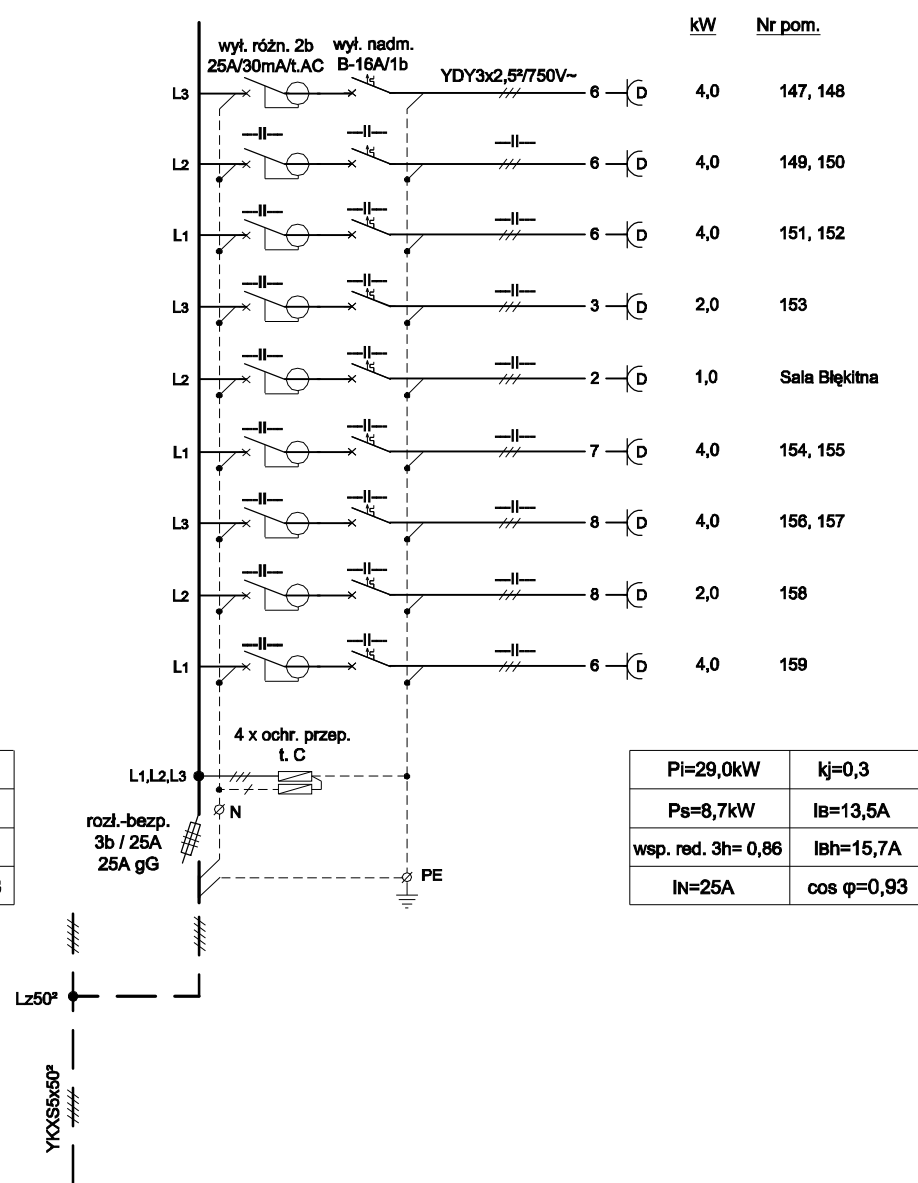 kW Nr pom.
wył. różn. 2b wył. nadm.
25A/30mA/t.AC B-16A/1b YDY3x2,5²/750V~
L3 6 D 4,0 147, 148
L2 6 D 4,0 149, 150
L1 6 D 4,0 151, 152
L3 3 D 2,0 153
L2 2 D 1,0 Sala Błękitna
L1 7 D 4,0 154, 155
L3 8 D 4,0 156, 157
L2 8 D 2,0 158
L1 6 D 4,0 159
4 x ochr. przep.
t. C
L1,L2,L3
N
rozł.-bezp.
3b / 25A
25A gG
PE
Pi=29,0kW kj=0,3
Ps=8,7kW IB=13,5A
wsp. red. 3h= 0,86 IBh=15,7A
IN=25A cos φ=0,93
Lz50²
YKXS5x50²